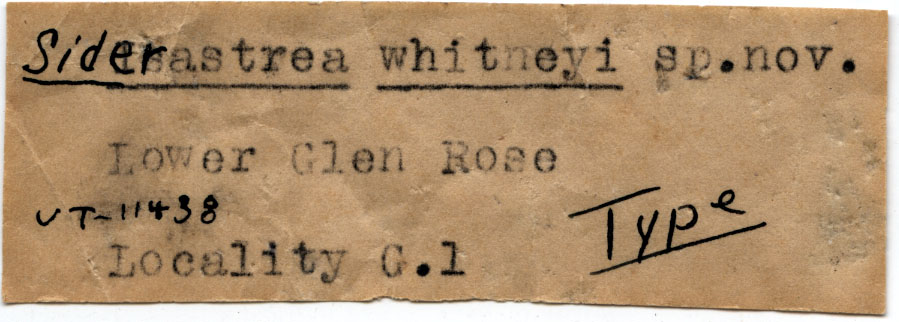 Siderastrea whitneyi sp.nov.
Lower Glen Rose
UT-11438
Type
Locality G.1